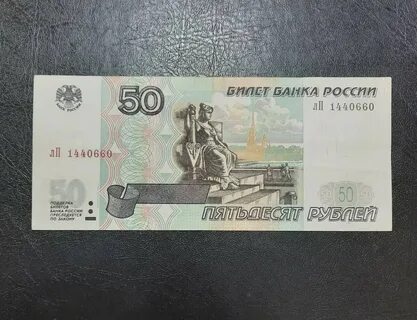 50
БИЛЕТ БАНКА РОССИИ
лП 1440660
лП 1440660
50
50
ПОДДЕЛКА
БИЛЕТОВ
БАНКА РОССИИ
ПРЕСЛЕДУЕТСЯ
ПО ЗАКОНУ
ПЯТЬДЕСЯТ РУБЛЕЙ